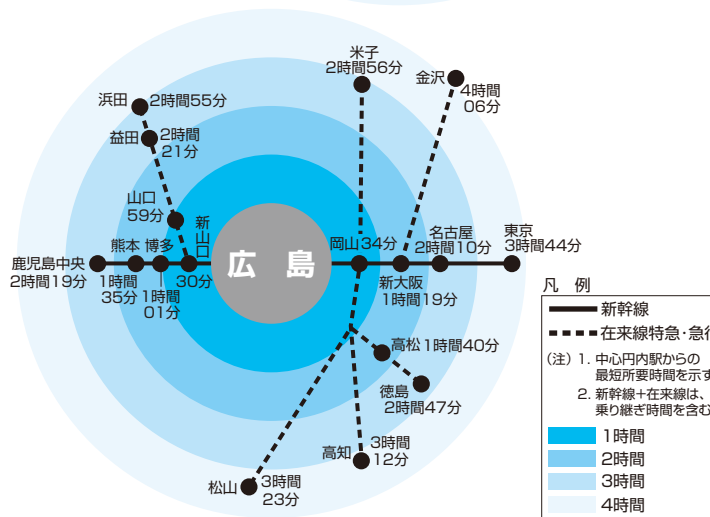 米子
2時間56分
金沢
4時間
06分
浜田
2時間55分
益田
2時間
21分
山口
59分
新山口
30分
熊本
1時間
35分
博多
1時間
01分
鹿児島中央
2時間19分
広島
岡山
34分
新大阪
1時間19分
名古屋
2時間10分
東京
3時間44分
高松
1時間40分
徳島
2時間47分
高知
3時間
12分
松山
3時間
23分
凡例
新幹線
在来線特急・急行
(注) 1. 中心円内駅からの
最短所要時間を示す
2. 新幹線+在来線は、
乗り継ぎ時間を含む
1時間
2時間
3時間
4時間